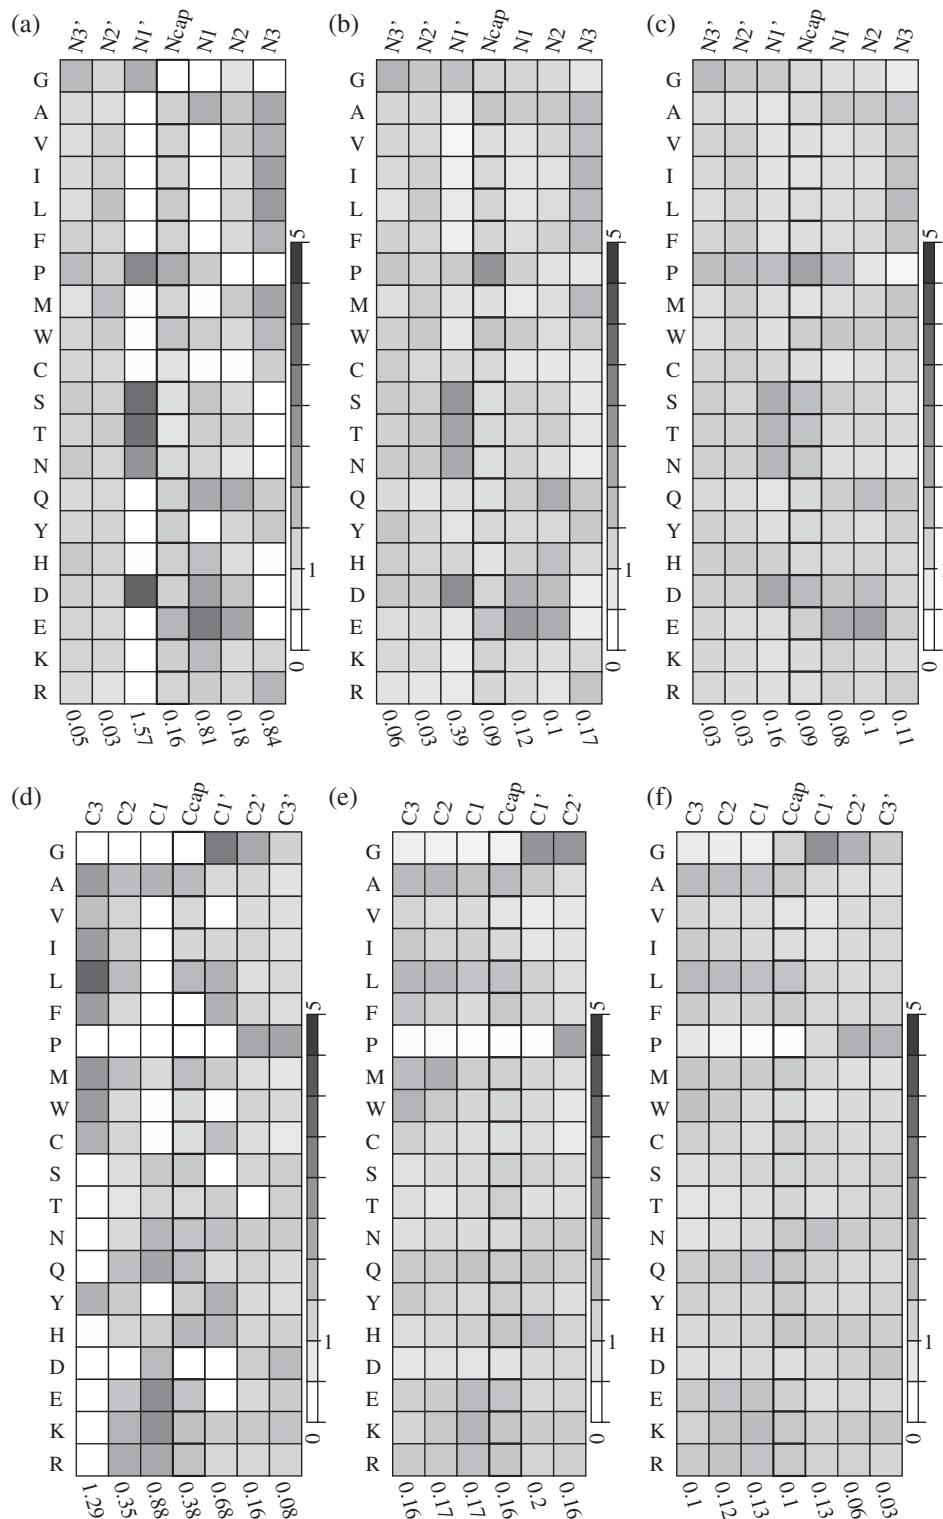 (a) N3' N2' N1' Ncap N1 N2 N3
(b) N3' N2' N1' Ncap N1 N2 N3
(c) N3' N2' N1' Ncap N1 N2 N3
G G G
A A A
V V V
I I I
L L L
F F F
P P P
M M M
W W W
C C C
S S S
T T T
N N N
Q Q Q
Y Y Y
H H H
D D D
E E E
K K K
R R R
5 1 0
5 1 0
5 1 0
0.05 0.03 1.57 0.16 0.81 0.18 0.84
0.06 0.03 0.39 0.09 0.12 0.1 0.17
0.03 0.03 0.16 0.09 0.08 0.1 0.11
(d) C3 C2 C1 Ccap C1' C2' C3'
(e) C3 C2 C1 Ccap C1' C2'
(f) C3 C2 C1 Ccap C1' C2' C3'
G G G
A A A
V V V
I I I
L L L
F F F
P P P
M M M
W W W
C C C
S S S
T T T
N N N
Q Q Q
Y Y Y
H H H
D D D
E E E
K K K
R R R
5 1 0
5 1 0
5 1 0
1.29 0.35 0.88 0.38 0.68 0.16 0.08
0.16 0.17 0.17 0.16 0.2 0.16
0.1 0.12 0.13 0.1 0.13 0.06 0.03